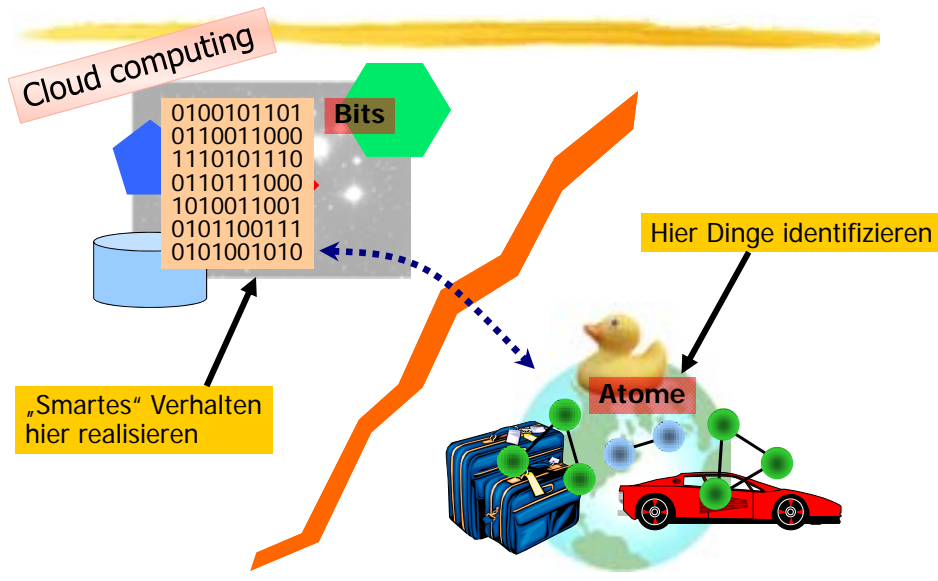 Cloud computing
Bits
0100101101
0110011000
1110101110
0110111000
1010011001
0101100111
0101001010
Hier Dinge identifizieren
„Smartes“ Verhalten
hier realisieren
Atome